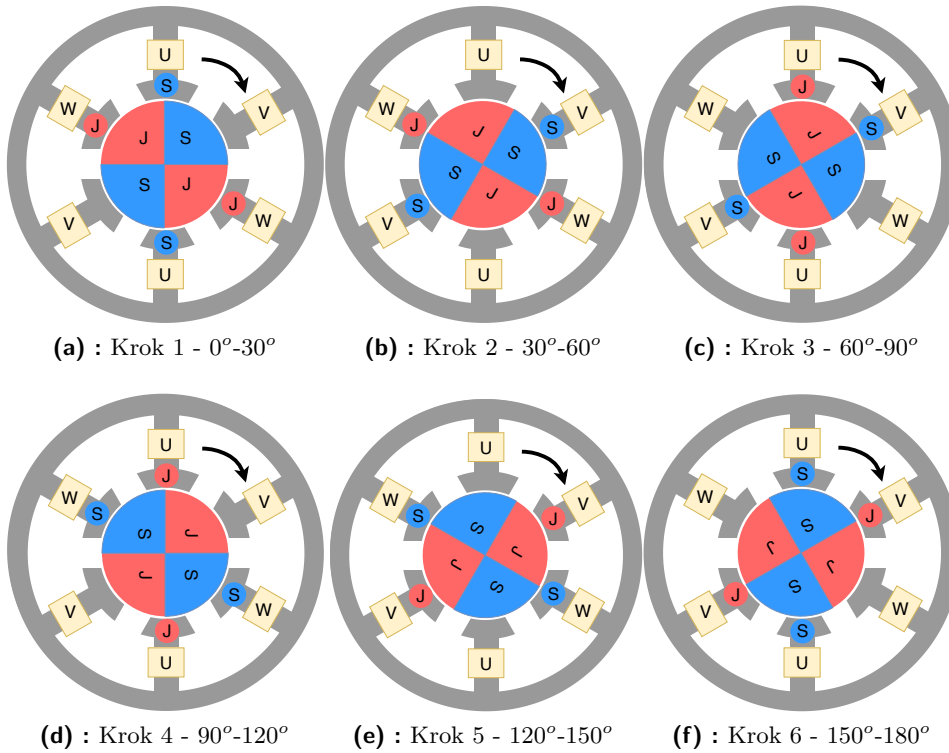 U
S
W
J
V
J
S
S
J
J
V
W
S
U
(a) : Krok 1 - 0°-30°
U
W
J
S
V
J
S
S
J
S
J
V
W
U
(b) : Krok 2 - 30°-60°
U
J
W
S
V
J
S
S
J
S
V
W
J
U
(c) : Krok 3 - 60°-90°
U
J
W
S
V
S
J
J
S
S
V
W
J
U
(d) : Krok 4 - 90°-120°
U
W
S
J
V
S
J
J
S
J
S
V
W
U
(e) : Krok 5 - 120°-150°
U
S
W
J
V
S
J
J
S
J
V
W
S
U
(f) : Krok 6 - 150°-180°